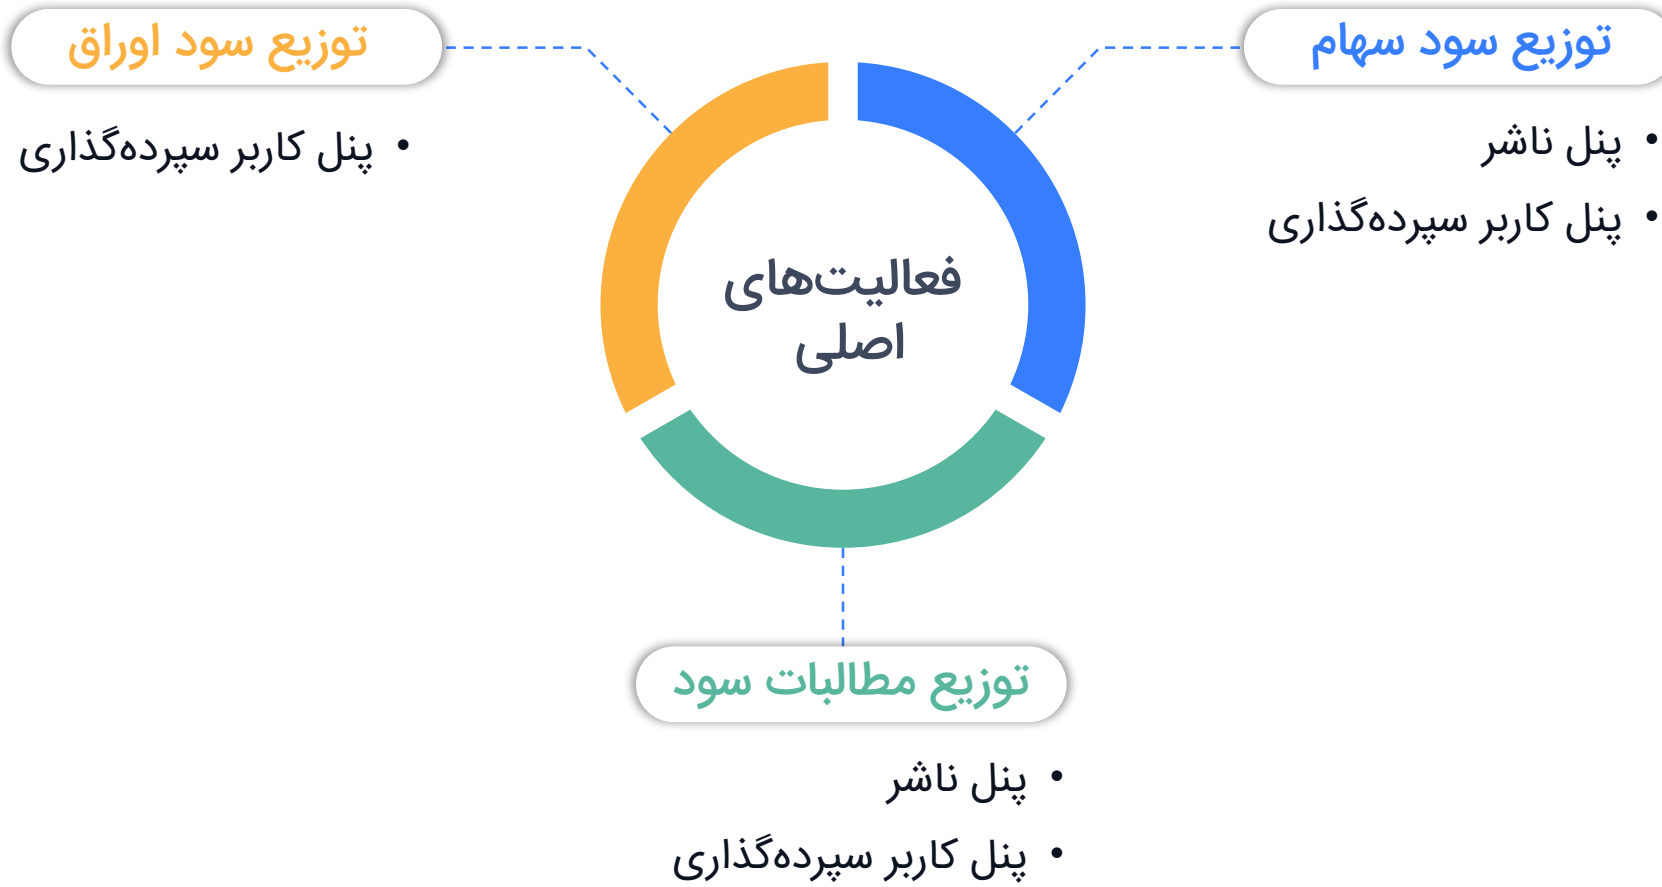 توزیع سود سهام
• پنل ناشر
• پنل کاربر سپرده‌گذاری
توزیع سود اوراق
• پنل کاربر سپرده‌گذاری
فعالیت‌های
اصلی
توزیع مطالبات سود
• پنل ناشر
• پنل کاربر سپرده‌گذاری